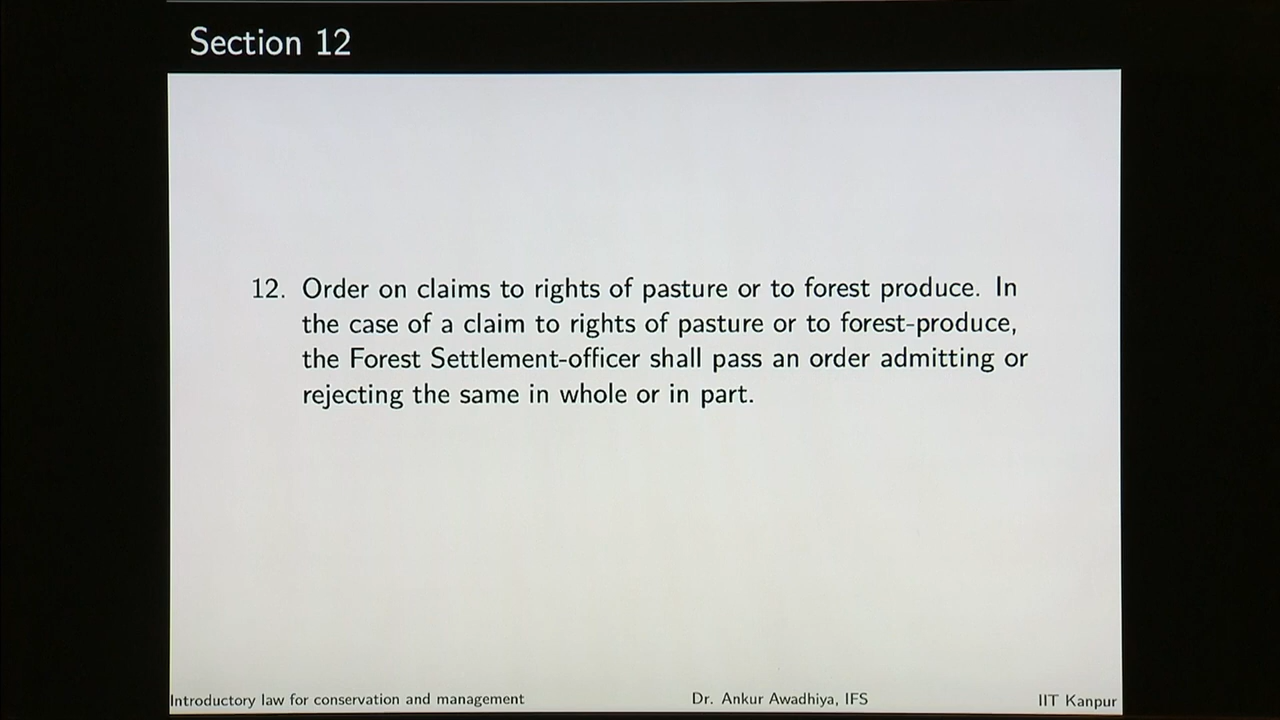 Section 12
12. Order on claims to rights of pasture or to forest produce. In
the case of a claim to rights of pasture or to forest-produce,
the Forest Settlement-officer shall pass an order admitting or
rejecting the same in whole or in part.
Introductory law for conservation and management Dr. Ankur Awadhiya, IFS IIT Kanpur